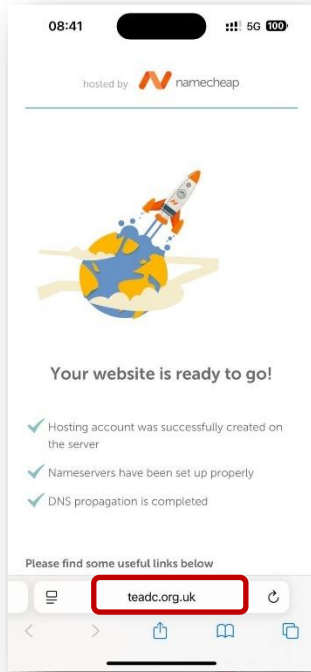 08:41 5G 100
hosted by namecheap
Your website is ready to go!
Hosting account was successfully created on
the server
Nameservers have been set up properly
DNS propagation is completed
Please find some useful links below
teadc.org.uk